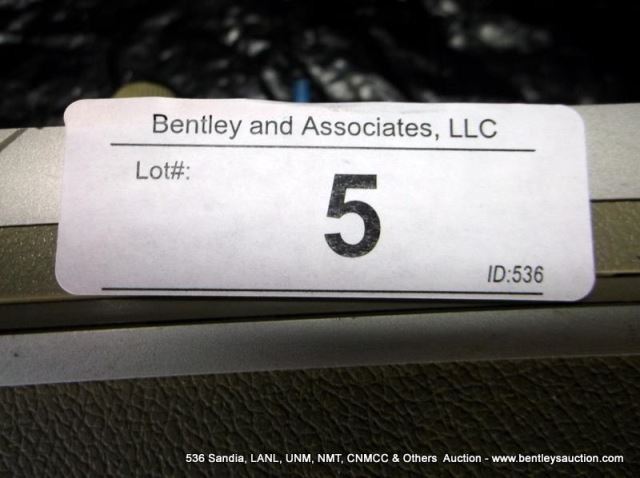 Bentley and Associates, LLC
Lot#:
5
ID:536
536 Sandia, LANL, UNM, NMT, CNMCC & Others Auction - www.bentleysauction.com